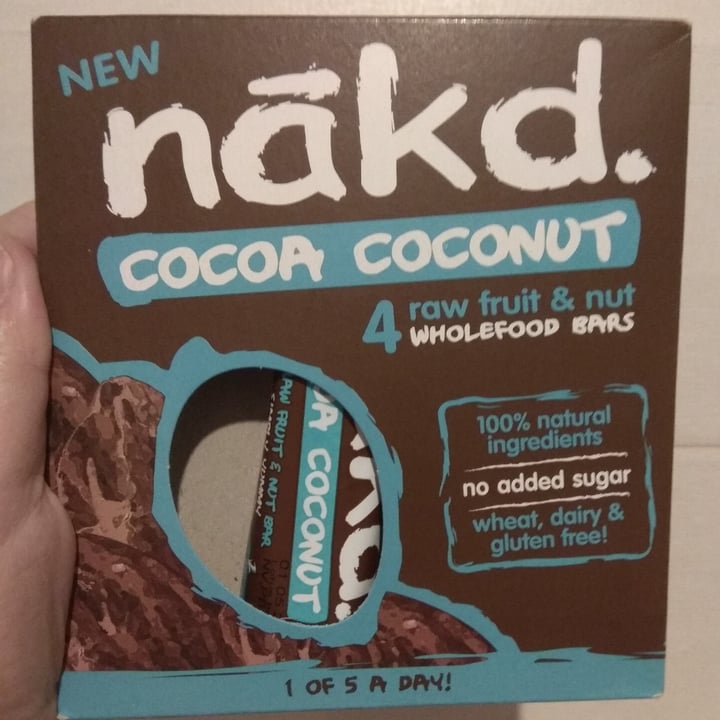 NEW
nākd.
COCOA COCONUT
4 raw fruit & nut
WHOLEFOOD BARS
100% natural
ingredients
no added sugar
wheat, dairy &
gluten free!
RAW FRUIT & NUT BAR
COCONUT
1 OF 5 A DAY!